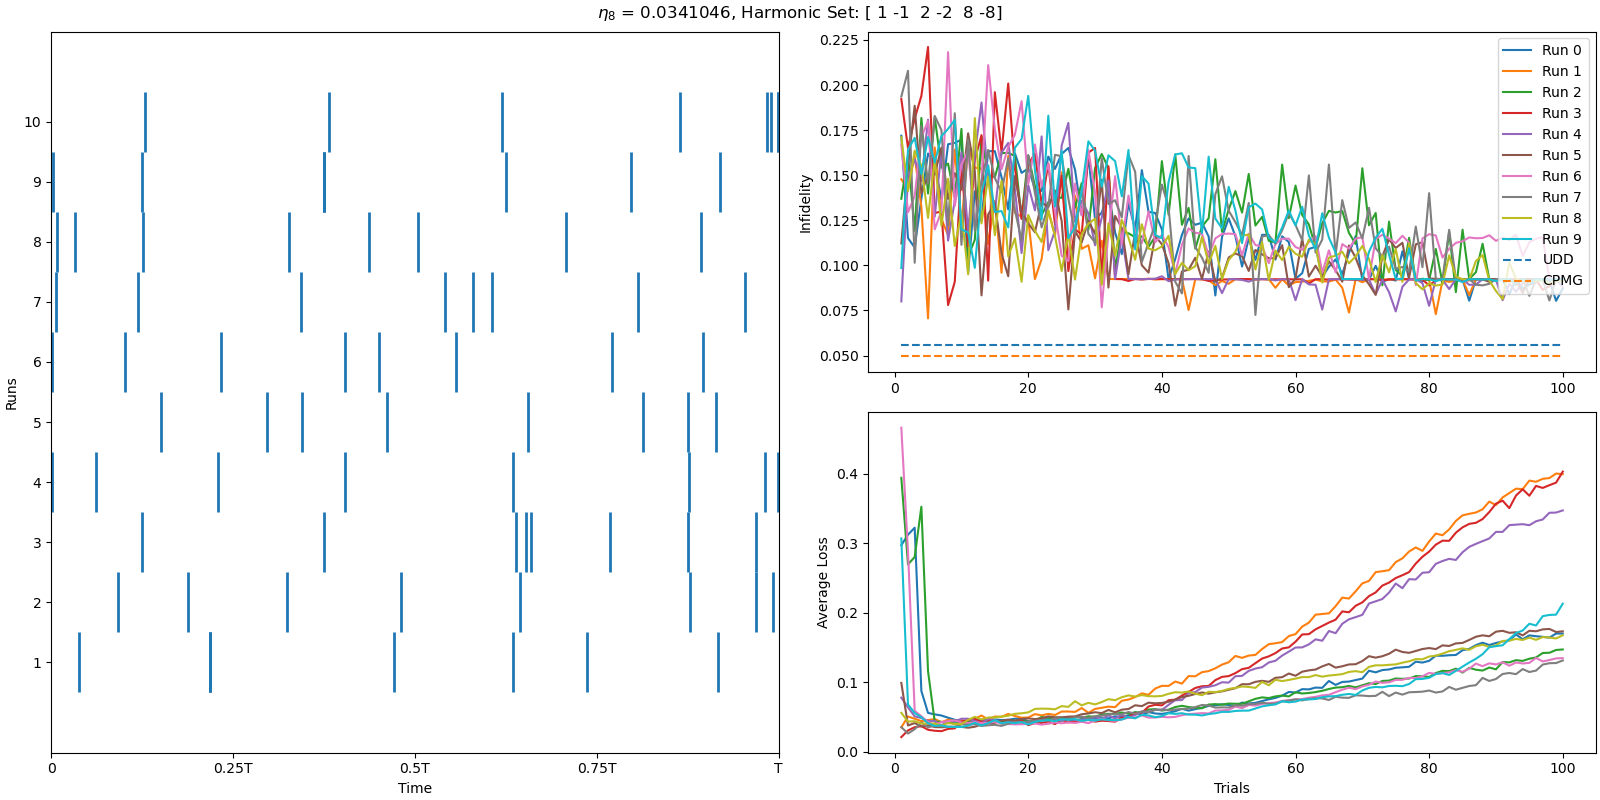 η8 = 0.0341046, Harmonic Set: [ 1 -1  2 -2  8 -8]
Runs
10
9
8
7
6
5
4
3
2
1
0
0.25T
0.5T
0.75T
T
Time
Infidelity
0.225
0.200
0.175
0.150
0.125
0.100
0.075
0.050
0
20
40
60
80
100
Run 0
Run 1
Run 2
Run 3
Run 4
Run 5
Run 6
Run 7
Run 8
Run 9
UDD
CPMG
Average Loss
0.4
0.3
0.2
0.1
0.0
0
20
40
60
80
100
Trials